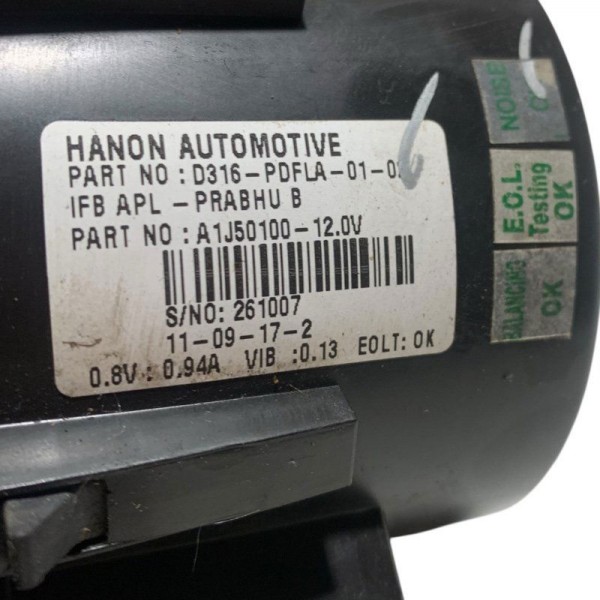 HANON AUTOMOTIVE
PART NO : D316-PDFLA-01-0
IFB APL - PRABHU B
PART NO : A1J50100-12.0V
S/NO: 261007
11-09-17-2
0.8V : 0.94A VIB :0.13 EOLT: OK
NOISE
E.O.L.
Testing
OK
BALANCING
OK